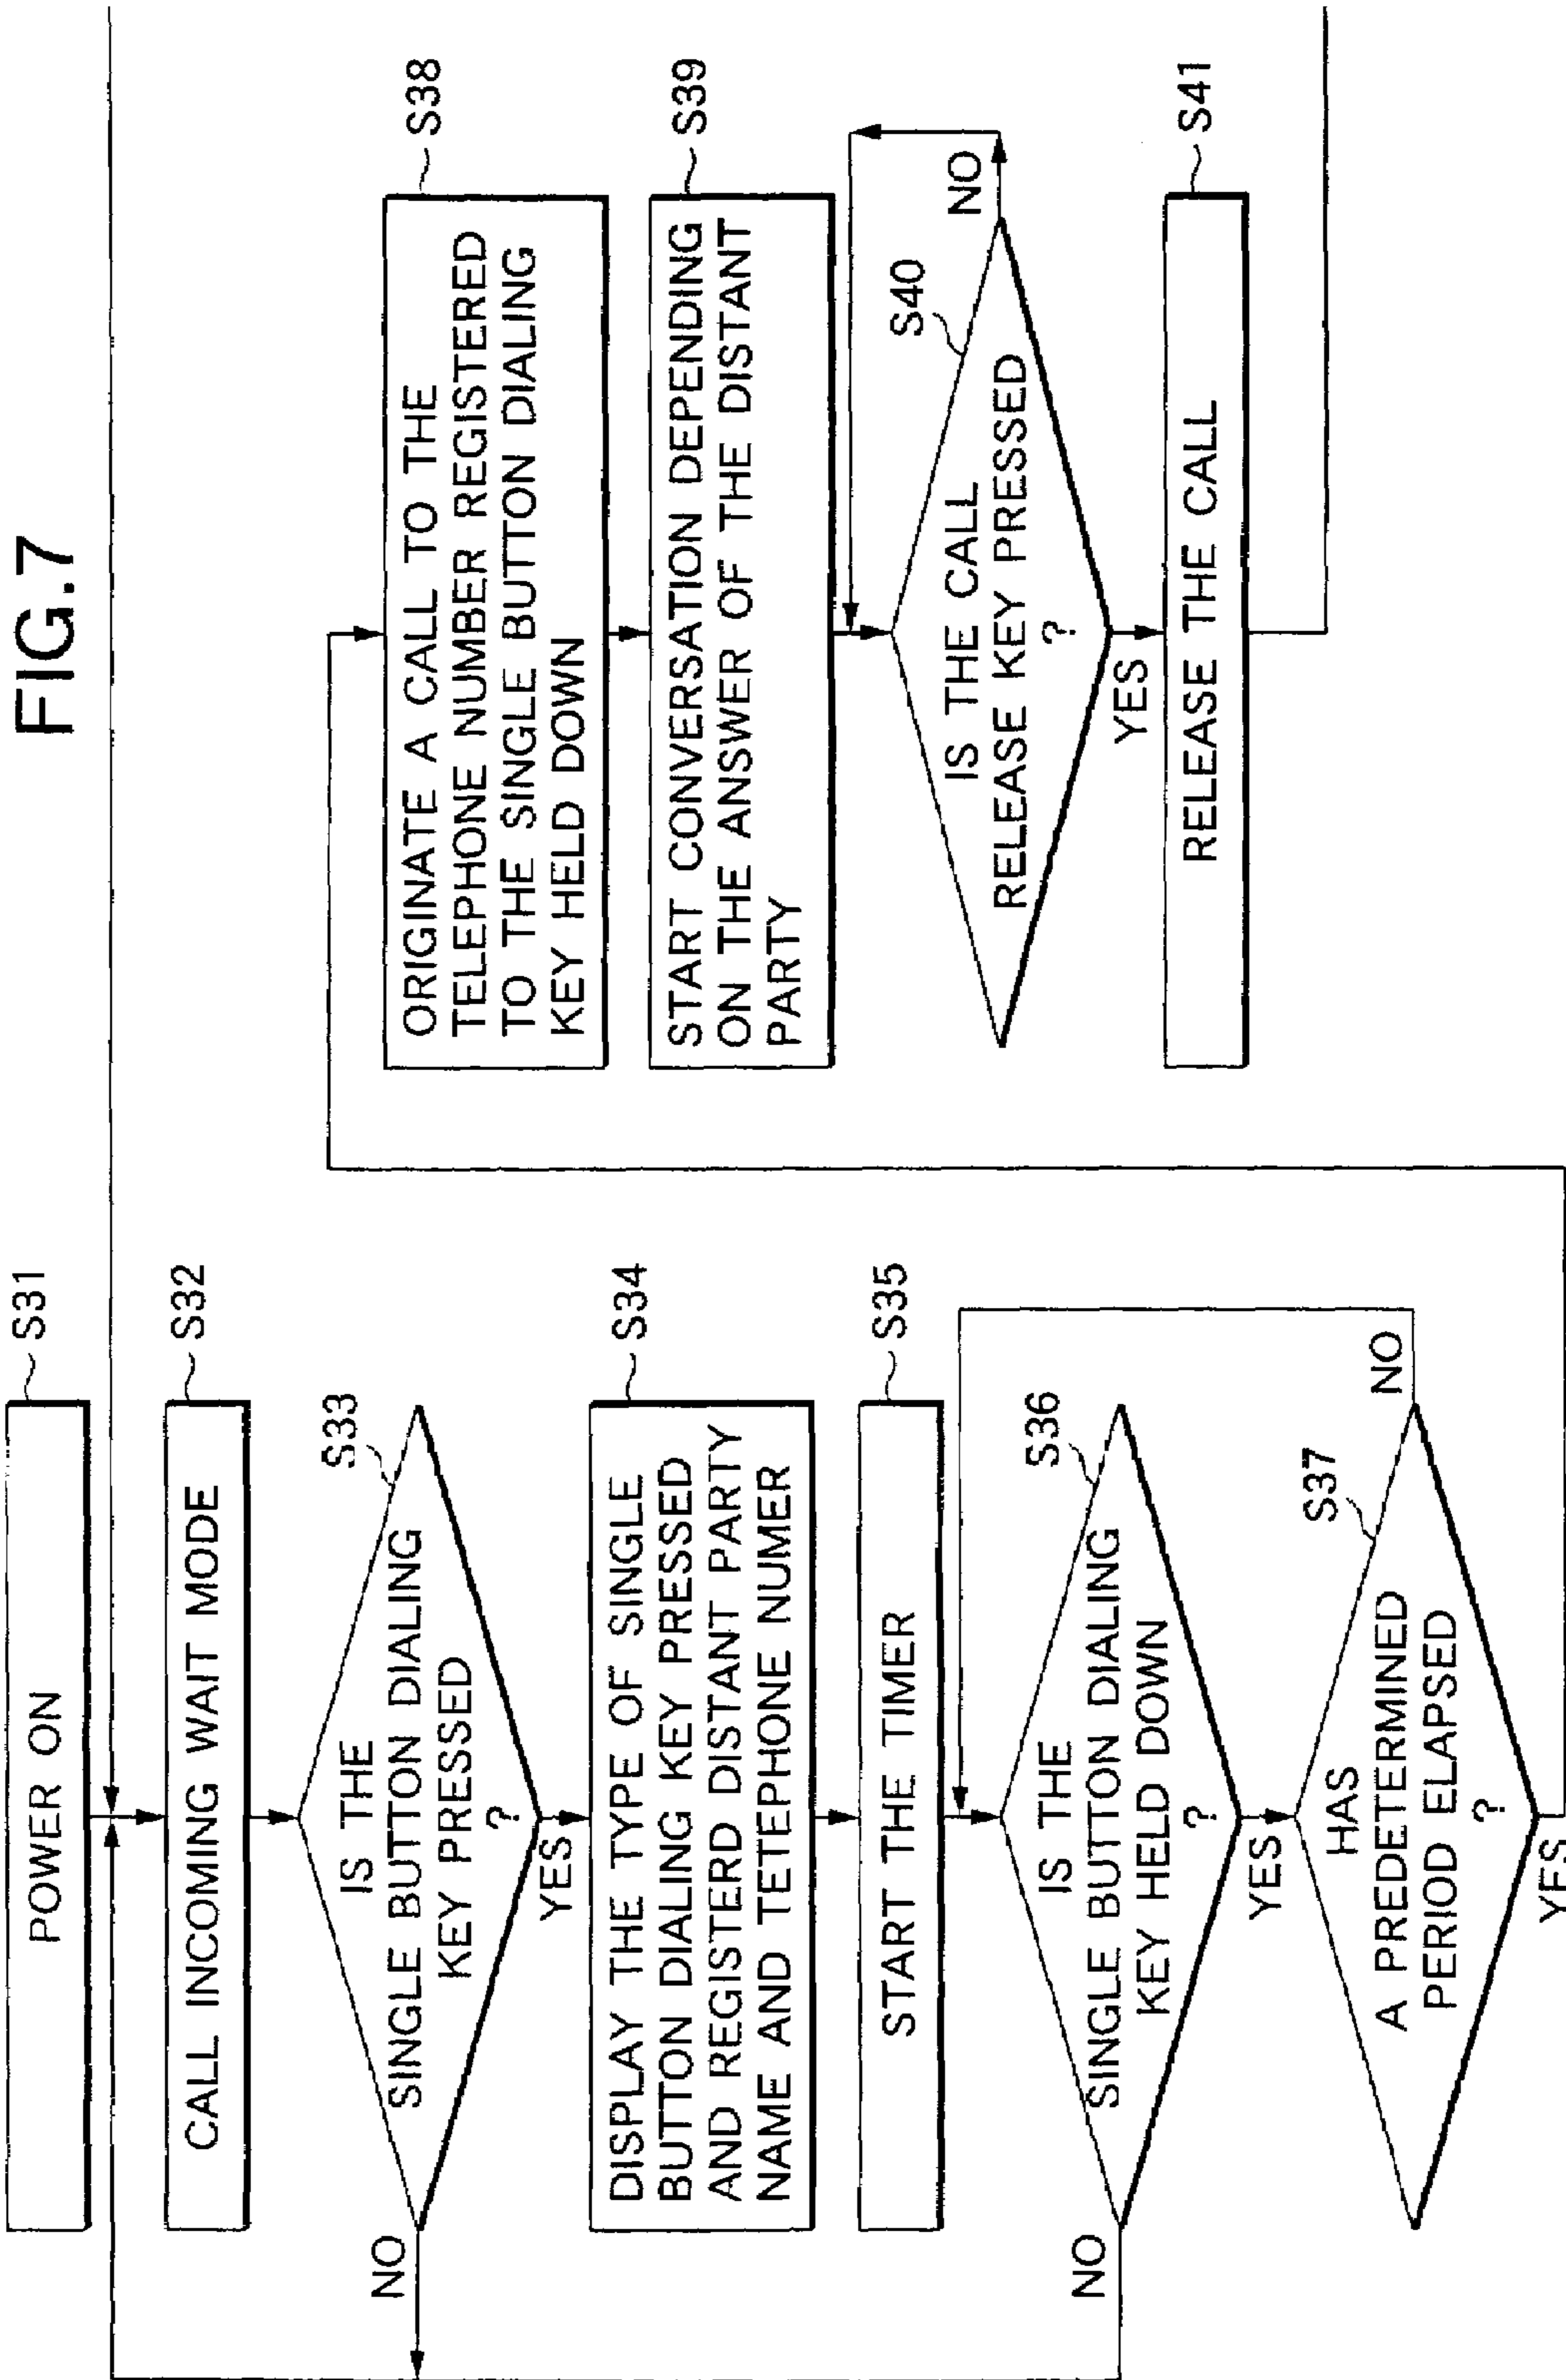 FIG.7
POWER ON
S31
CALL INCOMING WAIT MODE
S32
IS THE
SINGLE BUTTON DIALING
KEY PRESSED
?
S33
NO
YES
DISPLAY THE TYPE OF SINGLE
BUTTON DIALING KEY PRESSED
AND REGISTERD DISTANT PARTY
NAME AND TETEPHONE NUMER
S34
START THE TIMER
S35
IS THE
SINGLE BUTTON DIALING
KEY HELD DOWN
?
S36
NO
YES
HAS
A PREDETERMINED
PERIOD ELAPSED
?
S37
NO
YES
ORIGINATE A CALL TO THE
TELEPHONE NUMBER REGISTERED
TO THE SINGLE BUTTON DIALING
KEY HELD DOWN
S38
START CONVERSATION DEPENDING
ON THE ANSWER OF THE DISTANT
PARTY
S39
IS THE CALL
RELEASE KEY PRESSED
?
S40
NO
YES
RELEASE THE CALL
S41